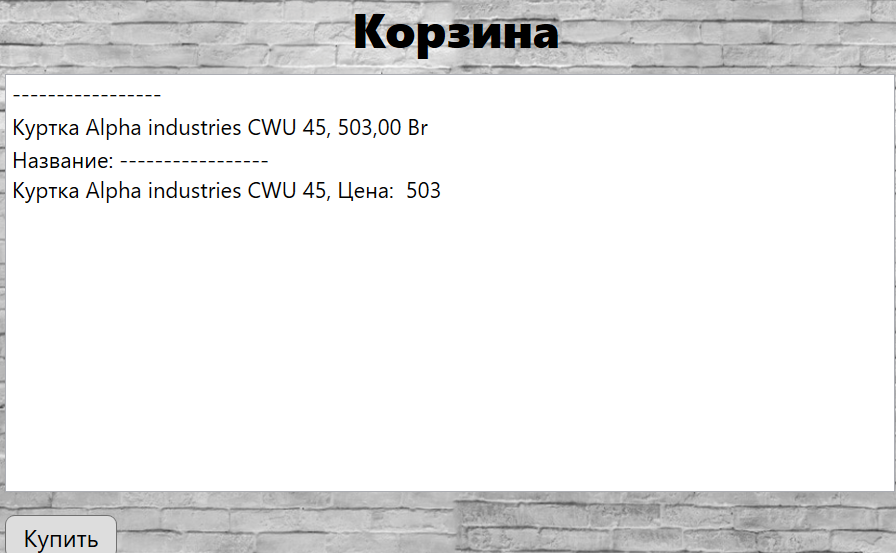 Корзина
-----------------
Куртка Alpha industries CWU 45, 503,00 Br
Название: -----------------
Куртка Alpha industries CWU 45, Цена:  503
Купить